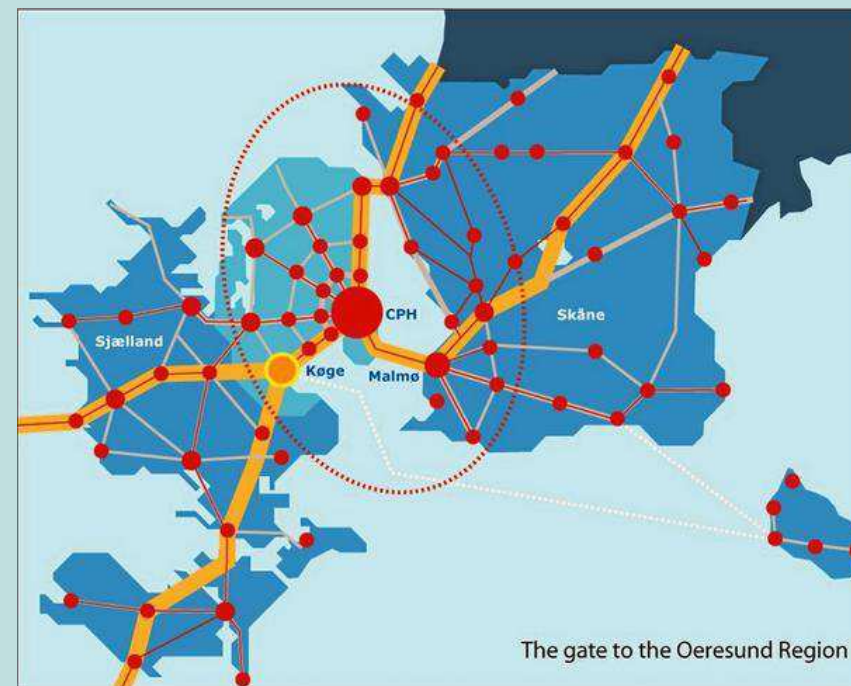 CPH
Skåne
Sjælland
Køge
Malmø
The gate to the Oeresund Region